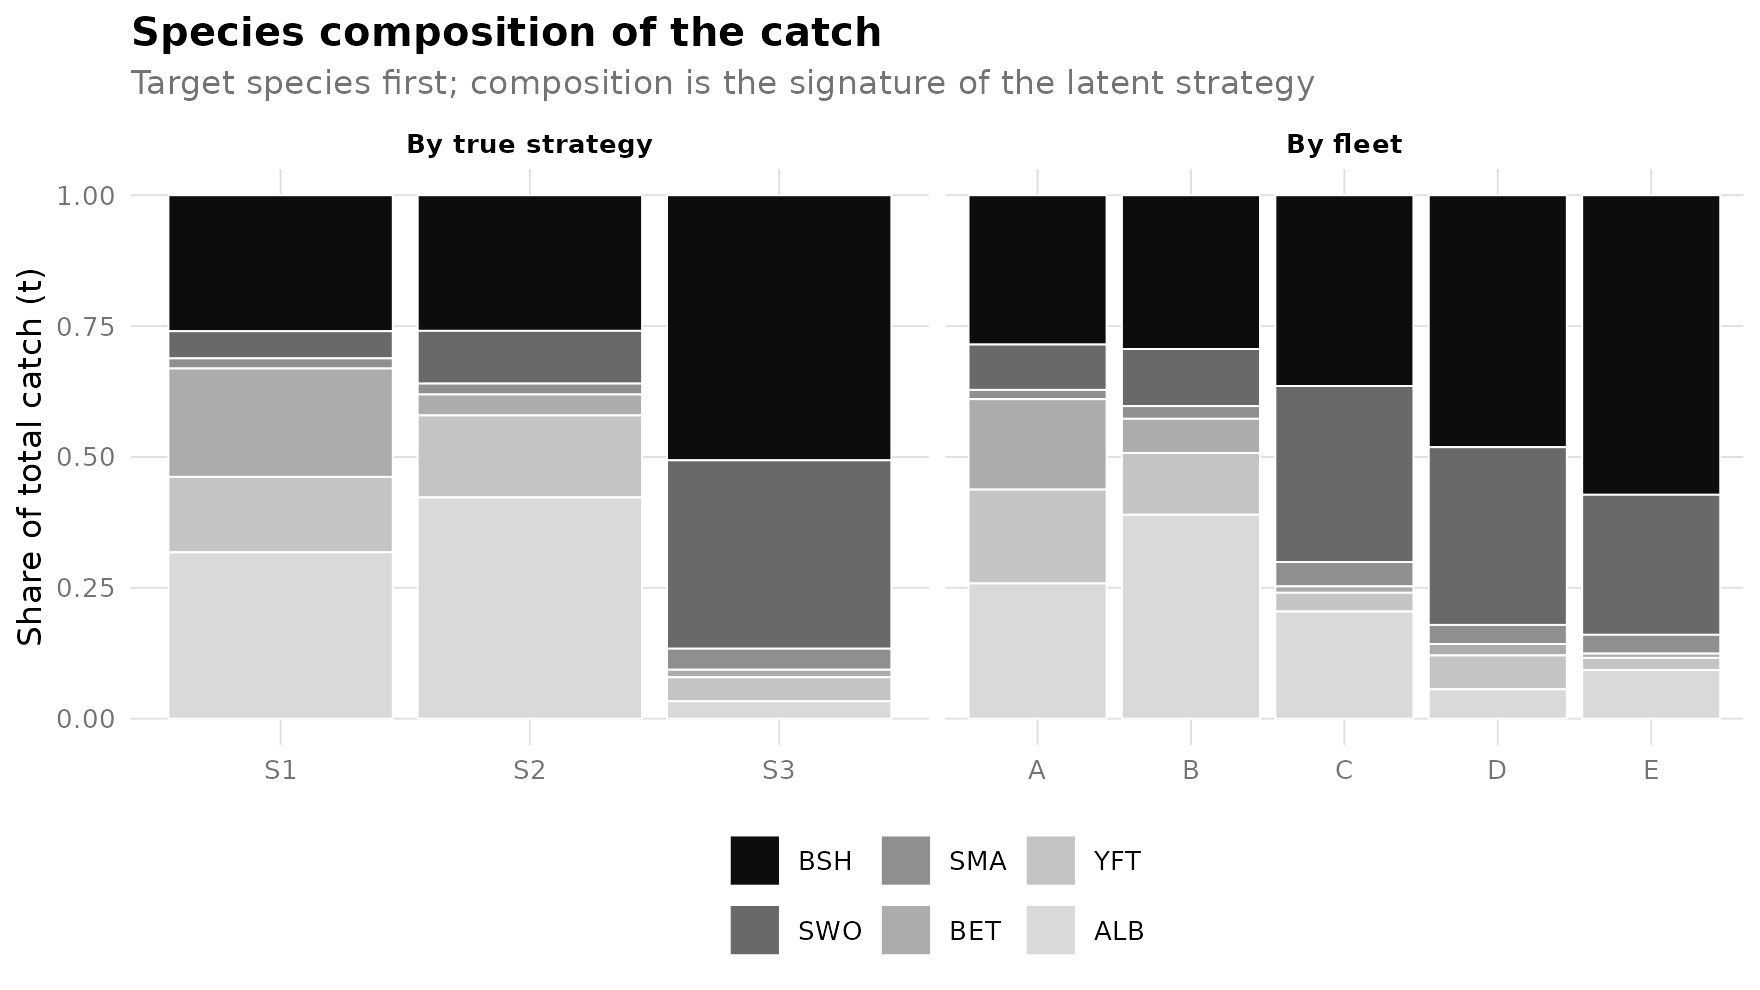 Species composition of the catch
Target species first; composition is the signature of the latent strategy
By true strategy
By fleet
Share of total catch (t)
1.00
0.75
0.50
0.25
0.00
S1 S2 S3
A B C D E
BSH SMA YFT
SWO BET ALB